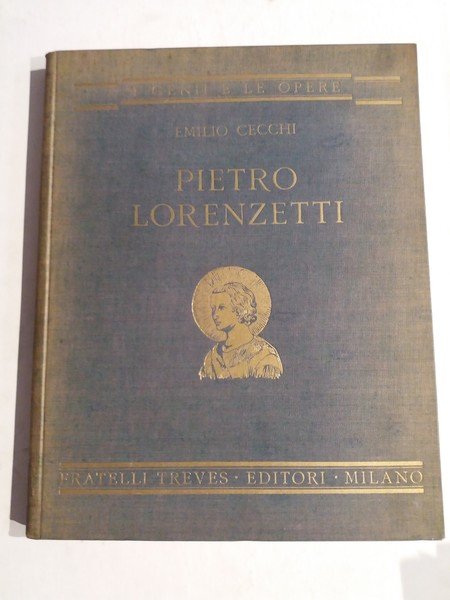 I GENII E LE OPERE
EMILIO CECCHI
PIETRO
LORENZETTI
FRATELLI TREVES · EDITORI · MILANO